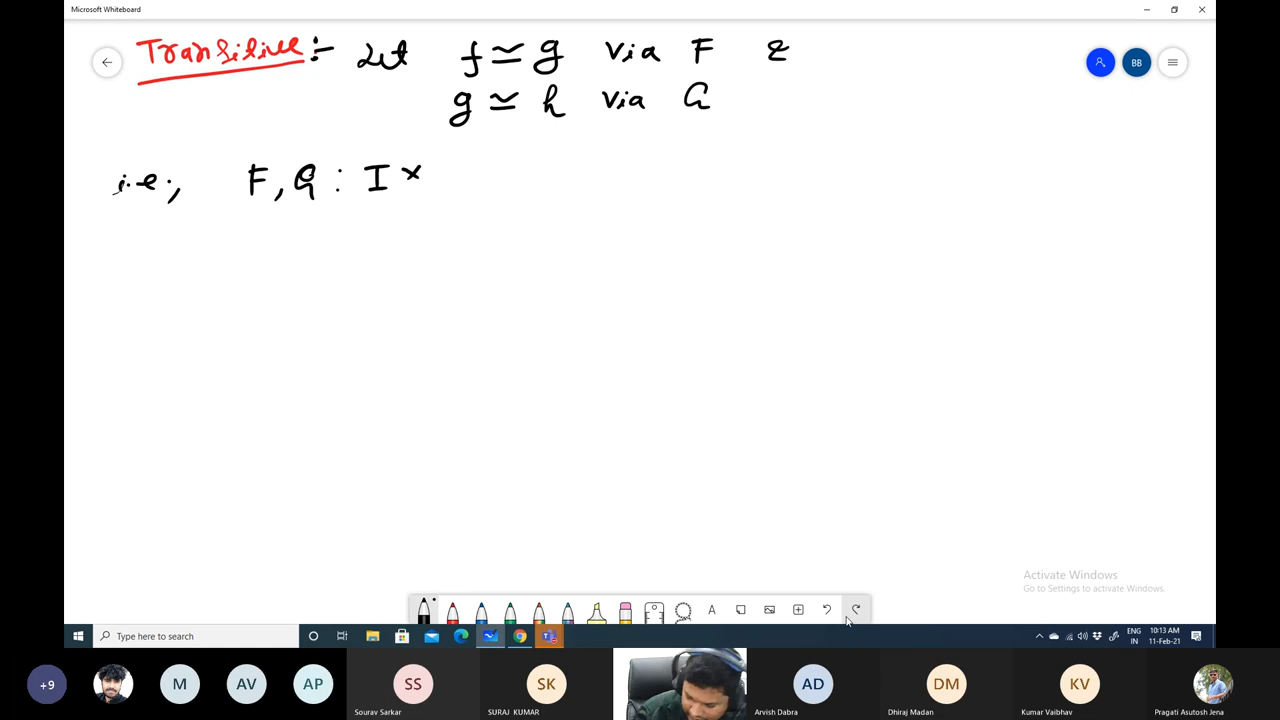 Microsoft Whiteboard
Transitive :- Let f ≃ g via F &
g ≃ h via G
i.e., F, G : I ×
BB
Activate Windows
Go to Settings to activate Windows.
A
Type here to search
ENG
IN
10:13 AM
11-Feb-21
+9
M
AV
AP
SS
Sourav Sarkar
SK
SURAJ KUMAR
AD
Arvish Dabra
DM
Dhiraj Madan
KV
Kumar Vaibhav
Pragati Asutosh Jena